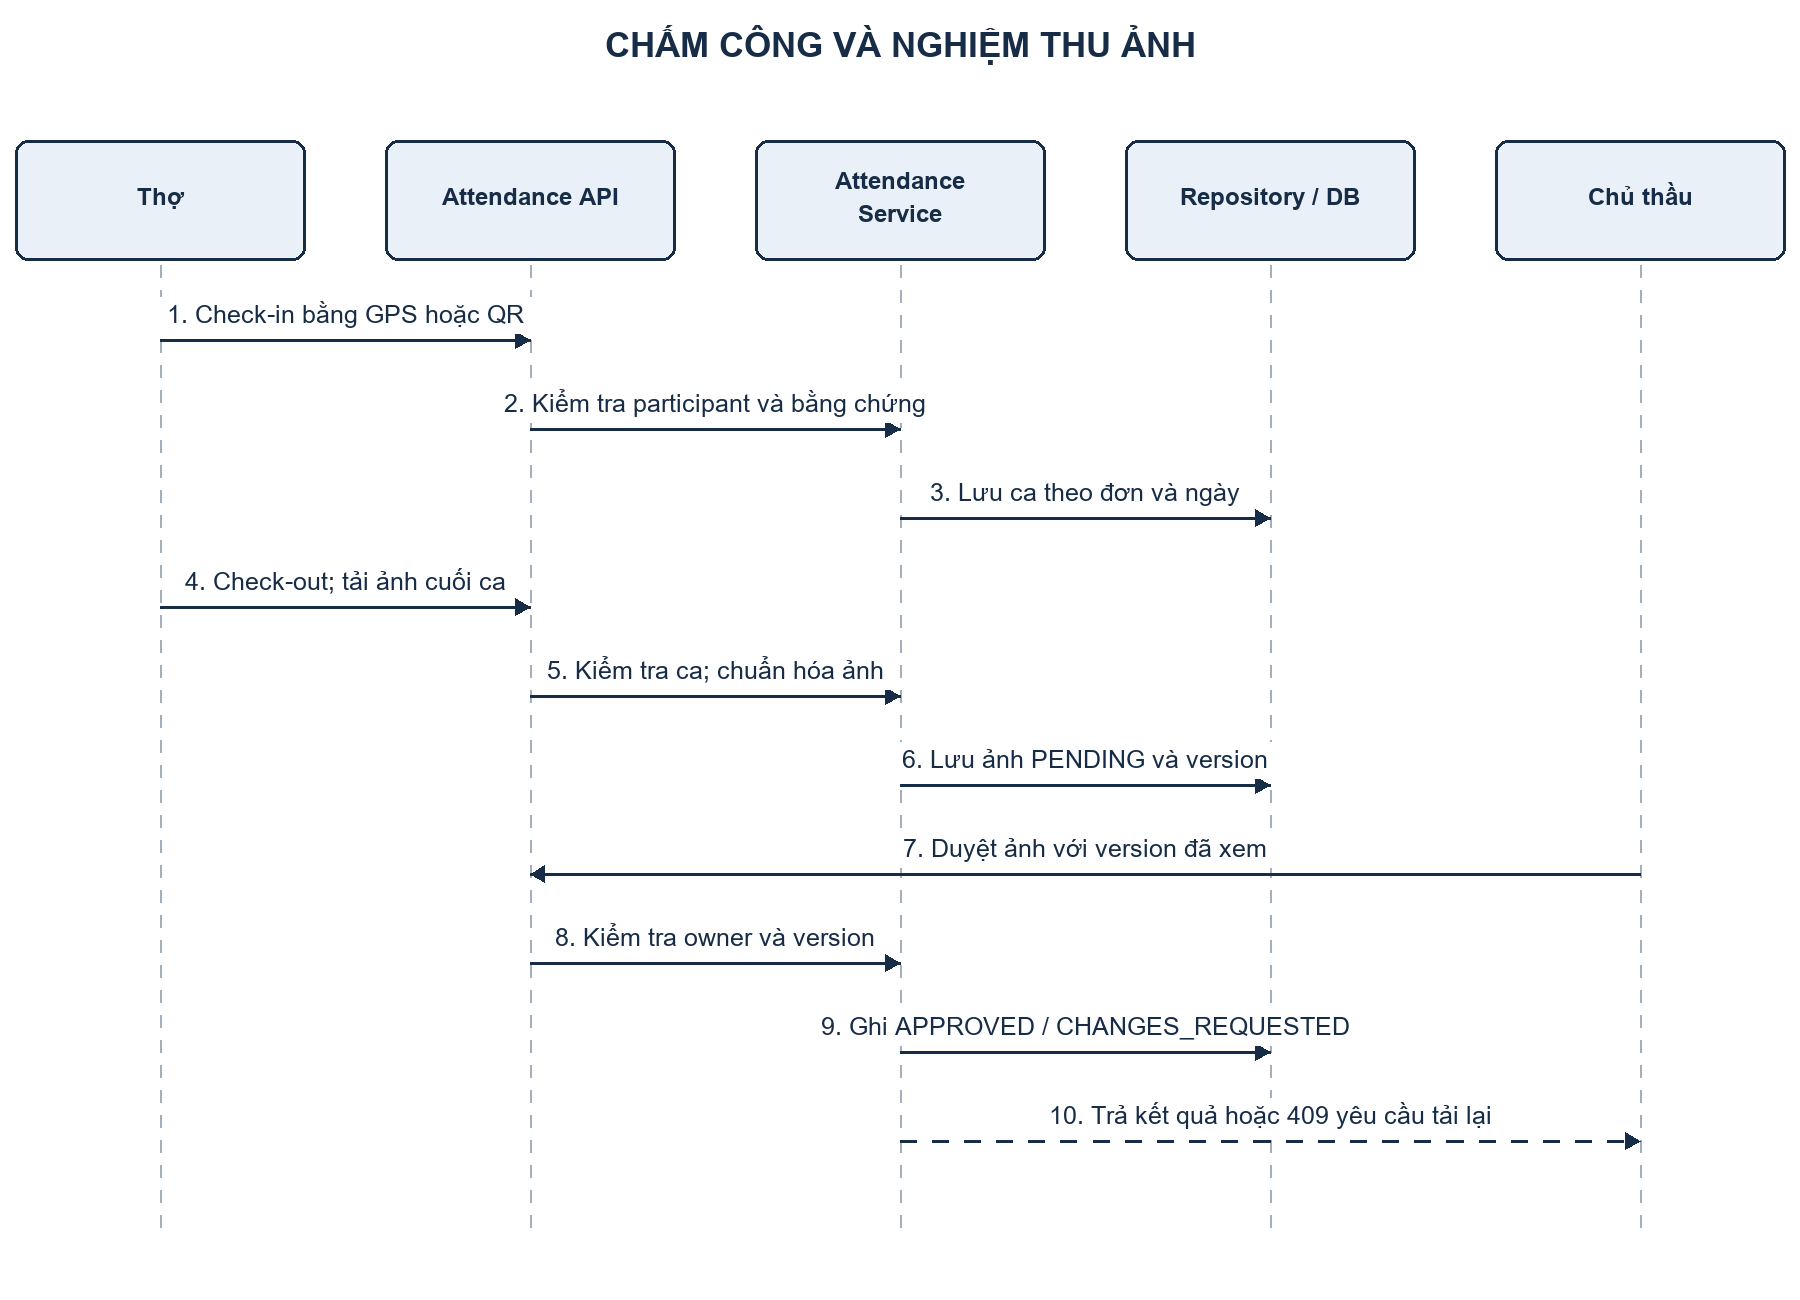 CHẤM CÔNG VÀ NGHIỆM THU ẢNH
Thợ
Attendance API
Attendance
Service
Repository / DB
Chủ thầu
1. Check-in bằng GPS hoặc QR
2. Kiểm tra participant và bằng chứng
3. Lưu ca theo đơn và ngày
4. Check-out; tải ảnh cuối ca
5. Kiểm tra ca; chuẩn hóa ảnh
6. Lưu ảnh PENDING và version
7. Duyệt ảnh với version đã xem
8. Kiểm tra owner và version
9. Ghi APPROVED / CHANGES_REQUESTED
10. Trả kết quả hoặc 409 yêu cầu tải lại